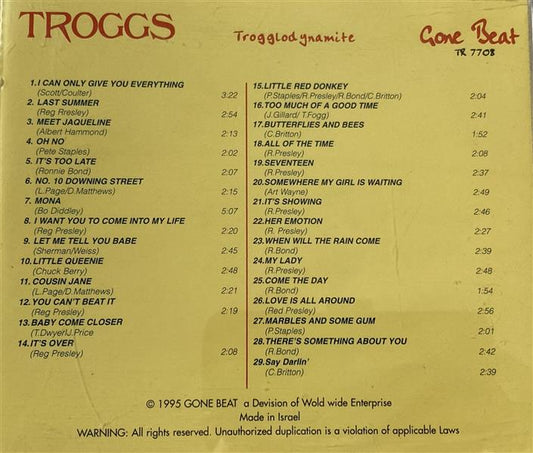 TROGGS
Trogglodynamite
Gone Beat
TR 7708
1. I CAN ONLY GIVE YOU EVERYTHING
(Scott/Coulter) 3:22
2. LAST SUMMER
(Reg Rresley) 2:54
3. MEET JAQUELINE
(Albert Hammond) 2:13
4. OH NO
(Pete Staples) 2:02
5. IT'S TOO LATE
(Ronnie Bond) 2:07
6. NO. 10 DOWNING STREET
(L.Page/D.Matthews) 2:15
7. MONA
(Bo Diddley) 5:07
8. I WANT YOU TO COME INTO MY LIFE
(Reg Presley) 2:20
9. LET ME TELL YOU BABE
(Sherman/Weiss) 2:45
10. LITTLE QUEENIE
(Chuck Berry) 2:48
11. COUSIN JANE
(L.Page/D.Matthews) 2:21
12. YOU CAN'T BEAT IT
(Reg Presley) 2:19
13. BABY COME CLOSER
(T.Dwyer/J.Price
14. IT'S OVER
(Reg Presley) 2:08
15. LITTLE RED DONKEY
(P.Staples/R.Presley/R.Bond/C.Britton) 2:04
16. TOO MUCH OF A GOOD TIME
(J.Gillard/ T.Fogg) 2:41
17. BUTTERFLIES AND BEES
(C.Britton) 1:52
18. ALL OF THE TIME
(R.Presley) 2:08
19. SEVENTEEN
(R.Presley) 2:37
20. SOMEWHERE MY GIRL IS WAITING
(Art Wayne) 2:49
21. IT'S SHOWING
(R.Presley) 2:46
22. HER EMOTION
(R. Presley) 2:27
23. WHEN WILL THE RAIN COME
(R.Bond) 2:39
24. MY LADY
(R.Presley) 2:48
25. COME THE DAY
(R.Bond) 1:54
26. LOVE IS ALL AROUND
(Red Presley) 2:56
27. MARBLES AND SOME GUM
(P.Staples) 2:01
28. THERE'S SOMETHING ABOUT YOU
(R.Bond) 2:42
29. Say Darlin'
(C.Britton) 2:39
© 1995 GONE BEAT a Devision of Wold wide Enterprise
Made in Israel
WARNING: All rights reserved. Unauthorized duplication is a violation of applicable Laws